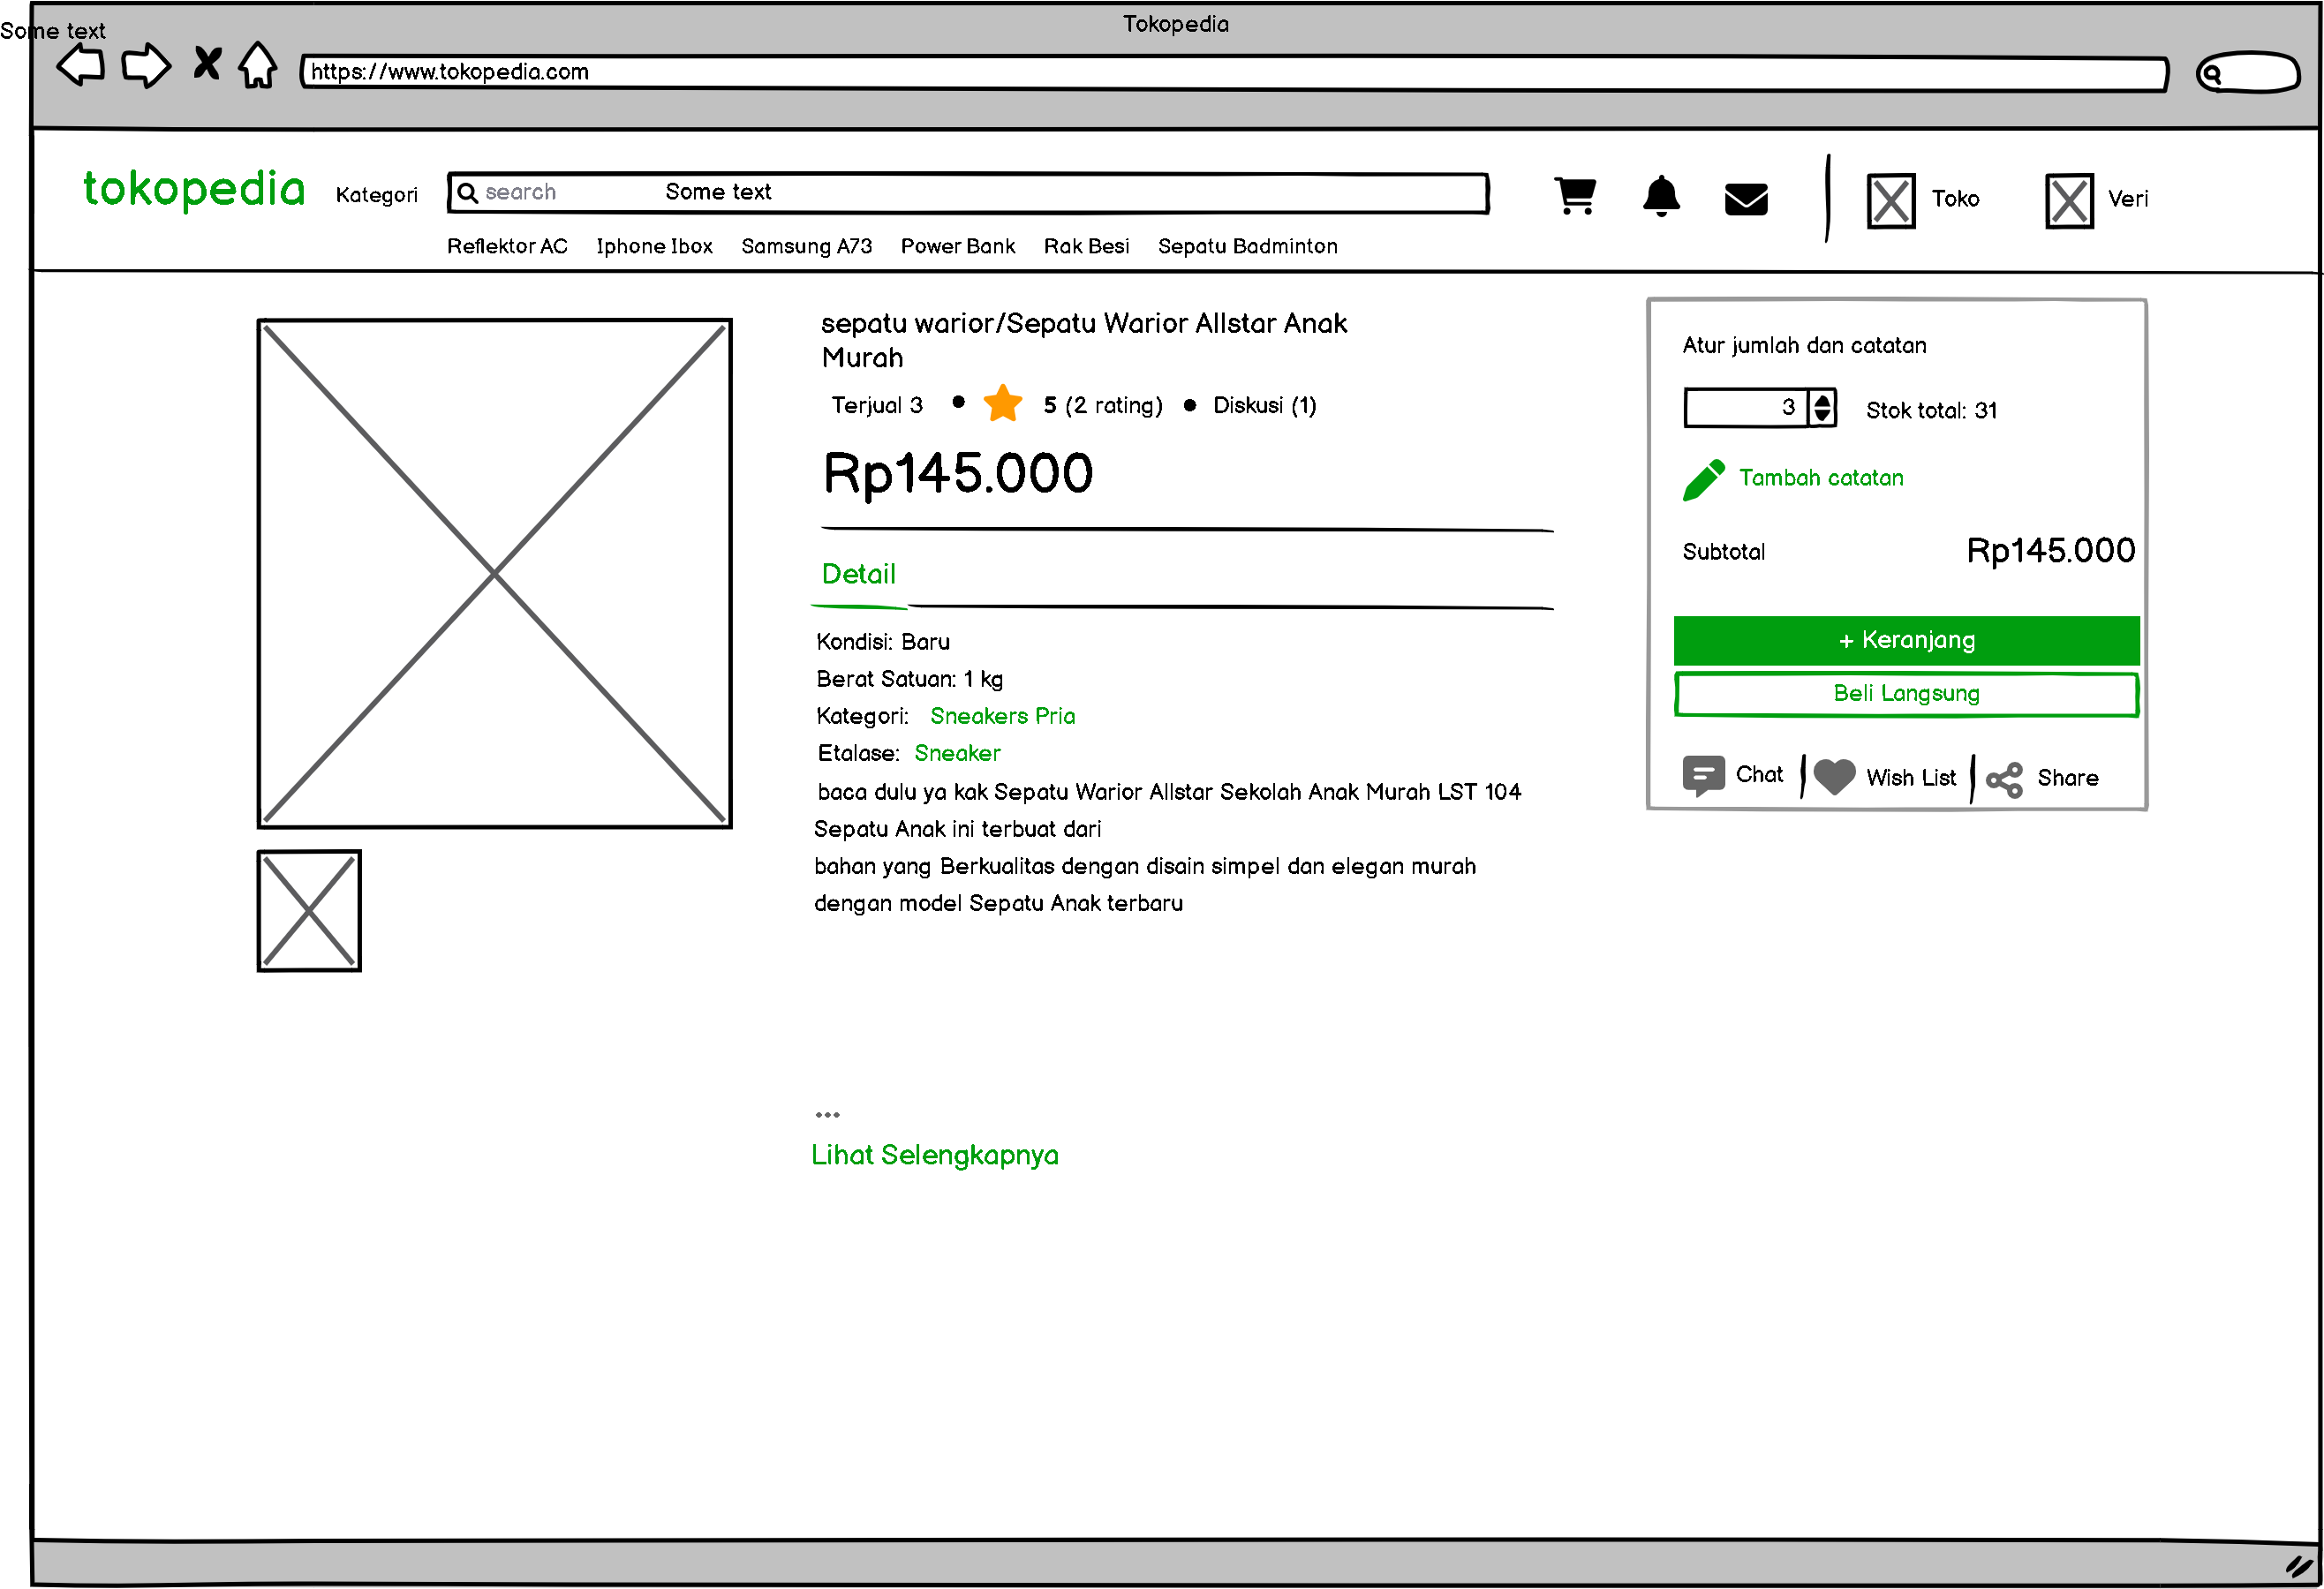 Tokopedia
Some text
https://www.tokopedia.com
tokopedia
Kategori
search
Some text
Toko
Veri
Reflektor AC
Iphone Ibox
Samsung A73
Power Bank
Rak Besi
Sepatu Badminton
sepatu warior/Sepatu Warior Allstar Anak
Murah
Terjual 3 • 5 (2 rating) • Diskusi (1)
Rp145.000
Detail
Kondisi: Baru
Berat Satuan: 1 kg
Kategori: Sneakers Pria
Etalase: Sneaker
baca dulu ya kak Sepatu Warior Allstar Sekolah Anak Murah LST 104
Sepatu Anak ini terbuat dari
bahan yang Berkualitas dengan disain simpel dan elegan murah
dengan model Sepatu Anak terbaru
...
Lihat Selengkapnya
Atur jumlah dan catatan
3
Stok total: 31
Tambah catatan
Subtotal
Rp145.000
+ Keranjang
Beli Langsung
Chat
Wish List
Share